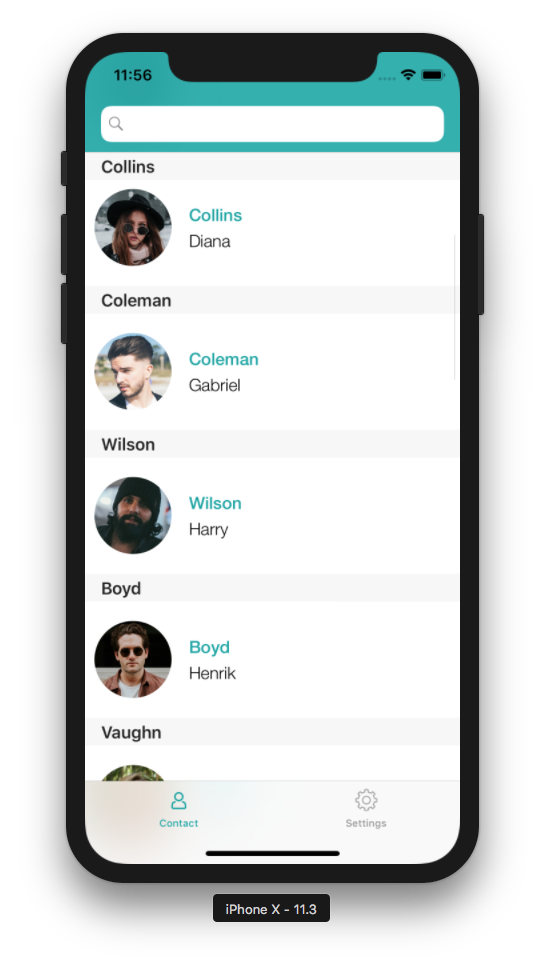 11:56
Collins
Collins
Diana
Coleman
Coleman
Gabriel
Wilson
Wilson
Harry
Boyd
Boyd
Henrik
Vaughn
Contact
Settings
iPhone X - 11.3